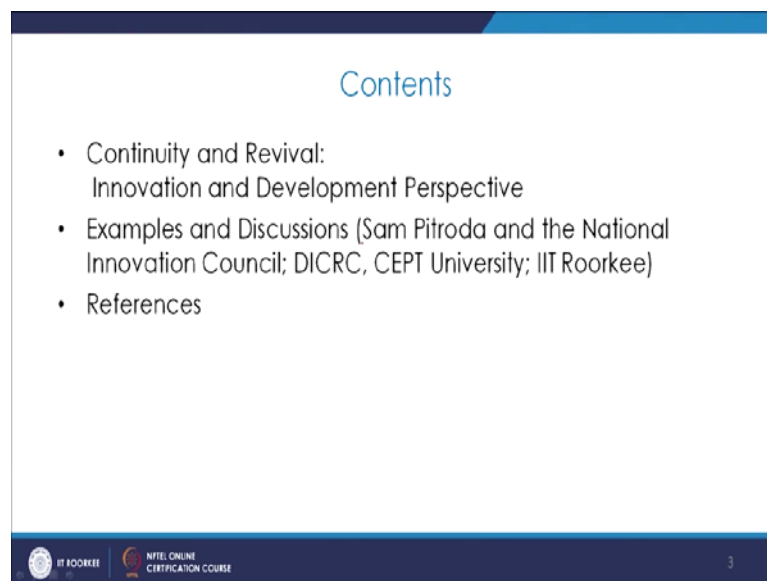 Contents
• Continuity and Revival:
Innovation and Development Perspective
• Examples and Discussions (Sam Pitroda and the National
Innovation Council; DICRC, CEPT University; IIT Roorkee)
• References
IIT ROORKEE
NPTEL ONLINE
CERTIFICATION COURSE
3